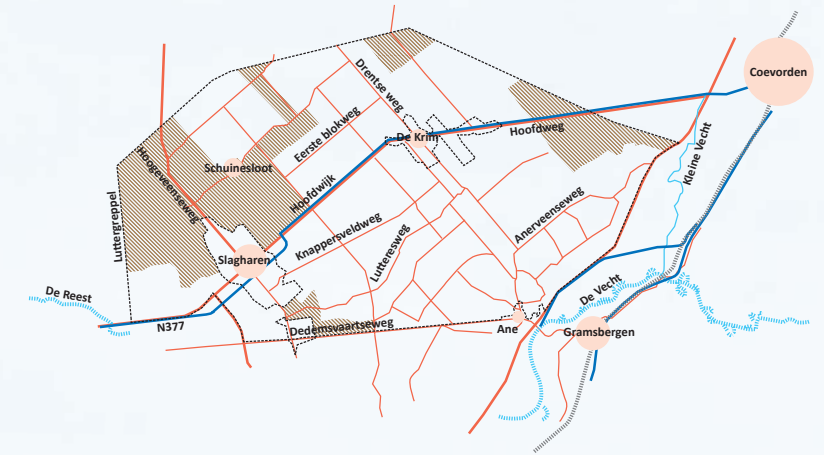 Coevorden
Drentse weg
De Krim
Hoofdweg
Eerste blokweg
Kleine Vecht
Schuinesloot
Hoogeveenseweg
Hoofdwijk
Luttergreppel
Anerveenseweg
Knappersveldweg
Lutteresweg
Slagharen
De Reest
De Vecht
N377
Dedemsvaartseweg
Ane
Gramsbergen